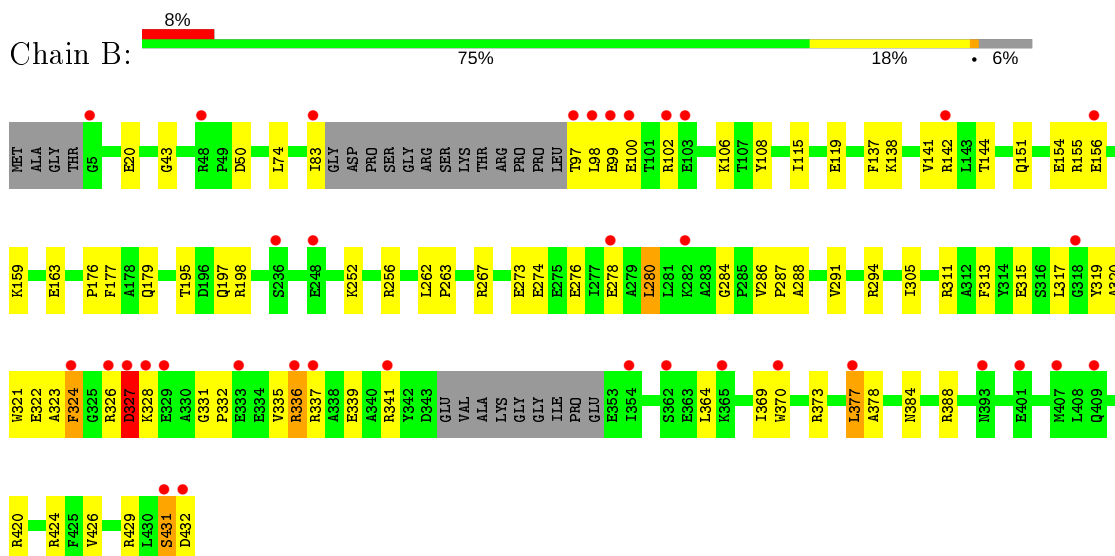 8%
Chain B:
75% 18% • 6%
MET ALA GLY THR G5 E20 G43 R48 P49 D50 L74 I83 GLY ASP PRO SER GLY ARG SER LYS THR ARG PRO PRO LEU T97 L98 E99 E100 T101 R102 E103 K106 T107 Y108 I115 E119 F137 K138 V141 R142 L143 T144 Q151 E154 R155 E156
K159 E163 P176 F177 A178 Q179 T195 D196 Q197 R198 S236 E248 K252 R256 L262 P263 R267 E273 E274 E275 E276 I277 E278 A279 L280 L281 K282 A283 G284 P285 V286 P287 A288 V291 R294 I305 R311 A312 F313 Y314 E315 S316 L317 G318 Y319 A320
W321 E322 A323 F324 G325 R326 D327 K328 E329 A330 G331 P332 E333 E334 V335 R336 R337 A338 E339 A340 R341 Y342 D343 GLU VAL ALA LYS GLY GLY ILE PRO GLU E353 I354 S362 E363 L364 K365 I369 W370 R373 L377 A378 N384 R388 N393 E401 M407 L408 Q409
R420 R424 F425 V426 R429 L430 S431 D432